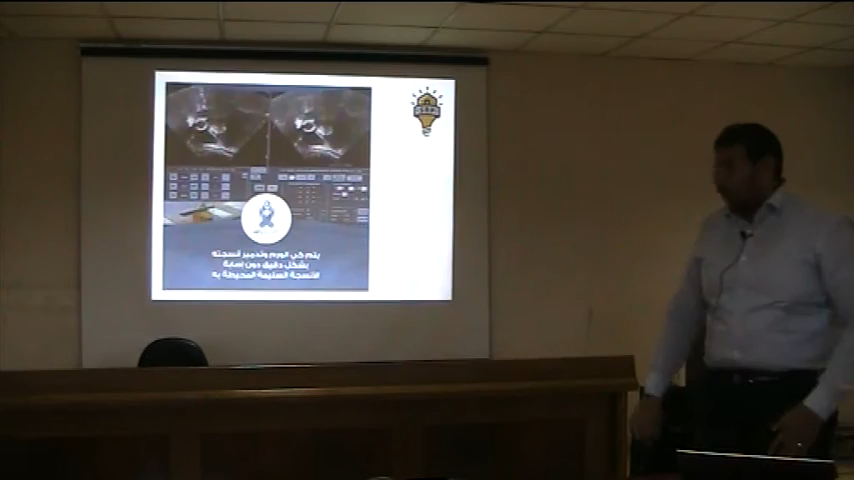 يتم كي الورم وتدمير أنسجته
بشكل دقيق دون إصابة
الأنسجة السليمة المحيطة به